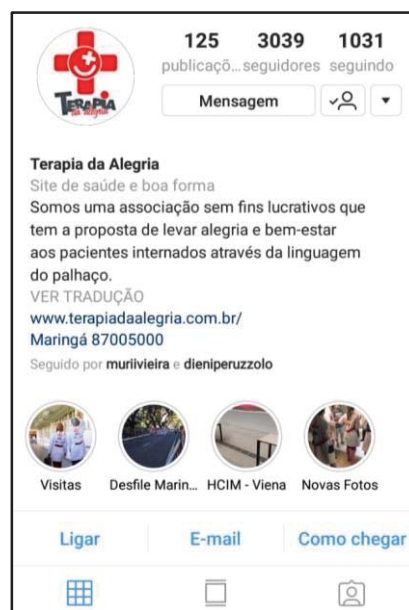 125 3039 1031
publicaçõ... seguidores seguindo
TERAPIA
da alegria
Mensagem
Terapia da Alegria
Site de saúde e boa forma
Somos uma associação sem fins lucrativos que
tem a proposta de levar alegria e bem-estar
aos pacientes internados através da linguagem
do palhaço.
VER TRADUÇÃO
www.terapiadaalegria.com.br/
Maringá 87005000
Seguido por muriivieira e dieniperuzzolo
Visitas Desfile Marin... HCIM - Viena Novas Fotos
Ligar E-mail Como chegar